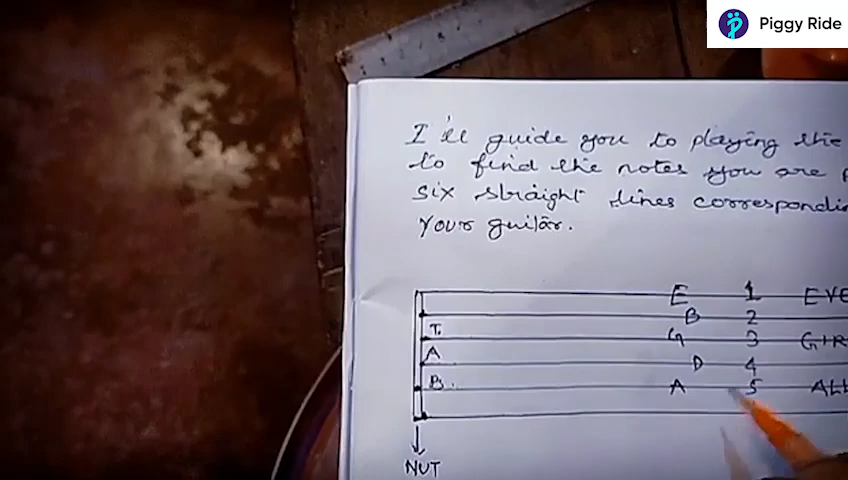 Piggy Ride
I'll guide you to playing the
to find the notes you are
six straight lines correspondin
your guitar.
E 1 EVE
B 2
T. G 3 GIR
A D 4
B. A 5 ALL
NUT